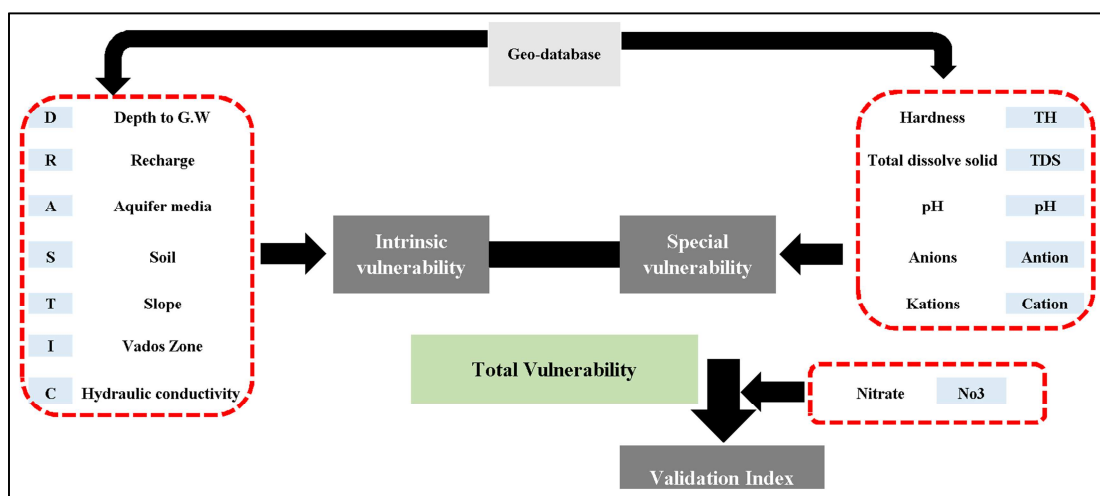 Geo-database
D Depth to G.W
R Recharge
A Aquifer media
S Soil
T Slope
I Vados Zone
C Hydraulic conductivity
Intrinsic
vulnerability
Special
vulnerability
Hardness TH
Total dissolve solid TDS
pH pH
Anions Antion
Kations Cation
Total Vulnerability
Nitrate No3
Validation Index